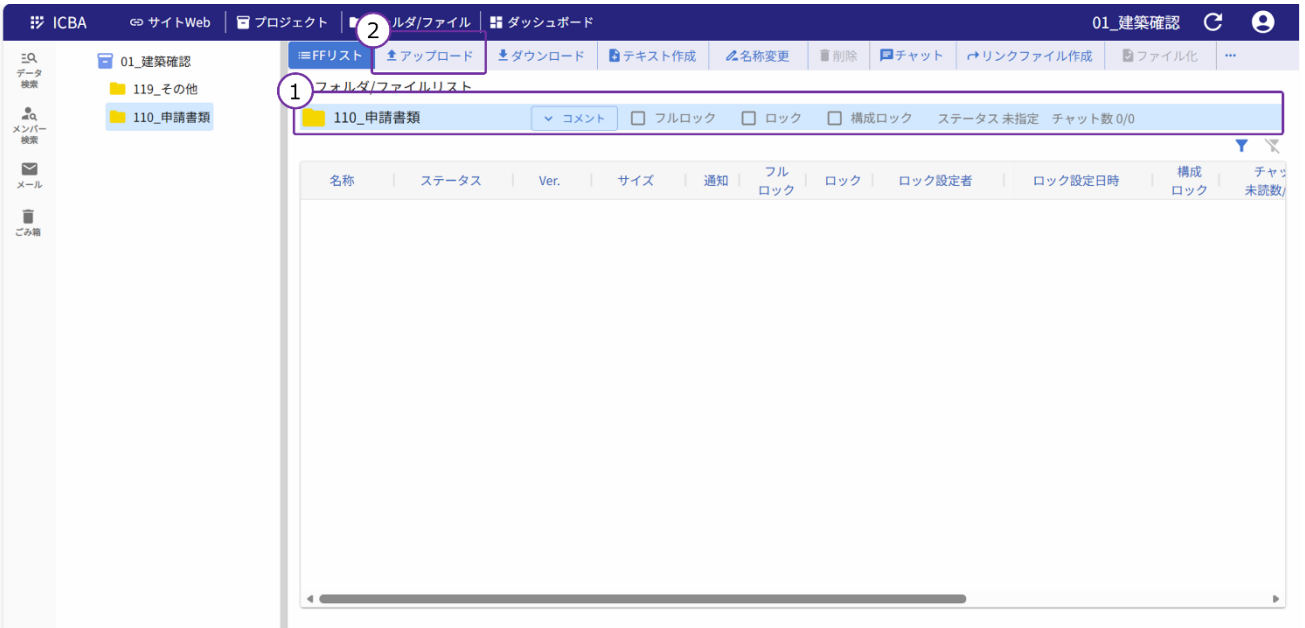 ICBA サイトWeb プロジェクト ルダ/ファイル ダッシュボード 01_建築確認
②
データ
検索
メンバー
検索
メール
ごみ箱
01_建築確認
119_その他
110_申請書類
FFリスト アップロード ダウンロード テキスト作成 名称変更 削除 チャット リンクファイル作成 ファイル化 …
①
フォルダ/ファイルリスト
110_申請書類 コメント フルロック ロック 構成ロック ステータス 未指定 チャット数 0/0
名称 ステータス Ver. サイズ 通知 フル
ロック ロック ロック設定者 ロック設定日時 構成
ロック チャッ
未読数/